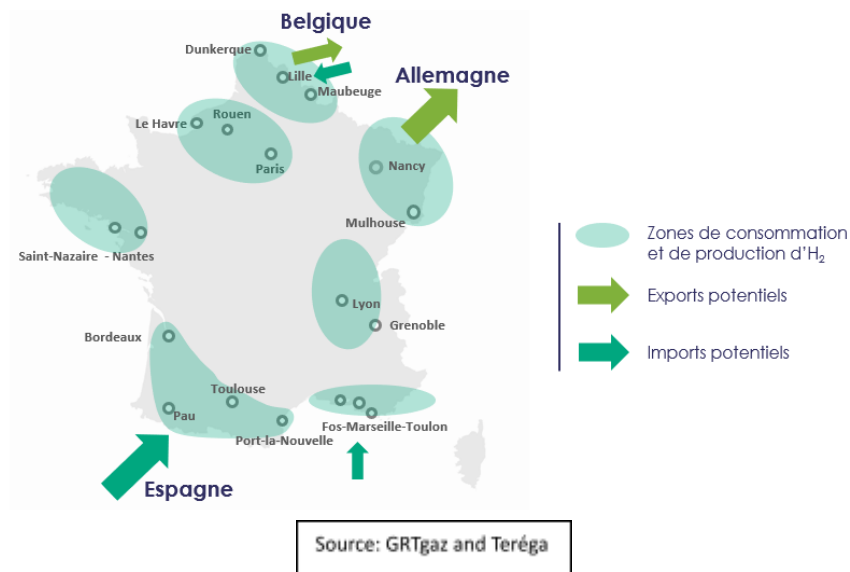 Belgique
Dunkerque
Lille
Allemagne
Maubeuge
Rouen
Le Havre
Paris
Nancy
Mulhouse
Saint-Nazaire - Nantes
Lyon
Grenoble
Bordeaux
Toulouse
Pau
Port-la-Nouvelle
Fos-Marseille-Toulon
Espagne
Zones de consommation
et de production d'H₂
Exports potentiels
Imports potentiels
Source: GRTgaz and Teréga